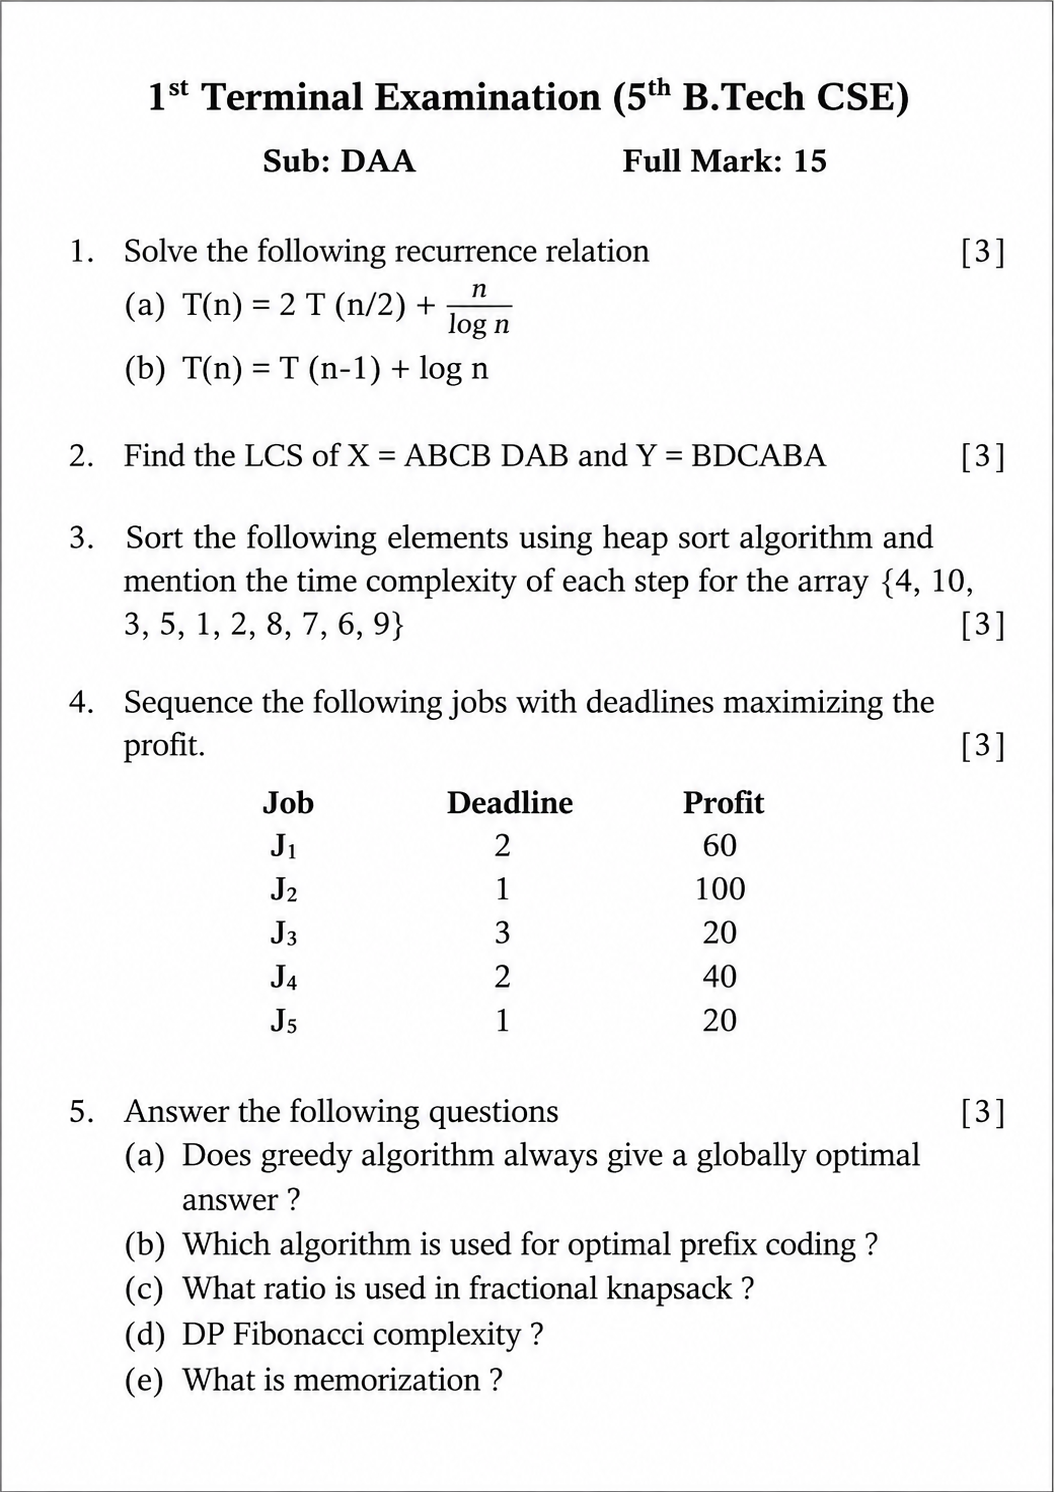 1st Terminal Examination (5th B.Tech CSE)
Sub: DAA Full Mark: 15
1. Solve the following recurrence relation [3]
(a) T(n) = 2 T (n/2) + n/log n
(b) T(n) = T (n-1) + log n
2. Find the LCS of X = ABCB DAB and Y = BDCABA [3]
3. Sort the following elements using heap sort algorithm and
mention the time complexity of each step for the array {4, 10,
3, 5, 1, 2, 8, 7, 6, 9} [3]
4. Sequence the following jobs with deadlines maximizing the
profit. [3]
Job Deadline Profit
J1 2 60
J2 1 100
J3 3 20
J4 2 40
J5 1 20
5. Answer the following questions [3]
(a) Does greedy algorithm always give a globally optimal
answer ?
(b) Which algorithm is used for optimal prefix coding ?
(c) What ratio is used in fractional knapsack ?
(d) DP Fibonacci complexity ?
(e) What is memorization ?